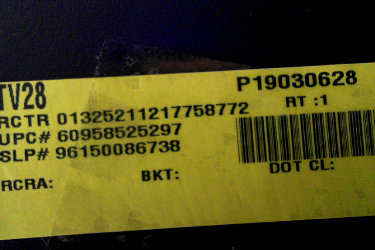 TV28 P19030628
RCTR 01325211217758772 RT :1
UPC# 60958525297
SLP# 96150086738
RCRA: BKT: DOT CL: